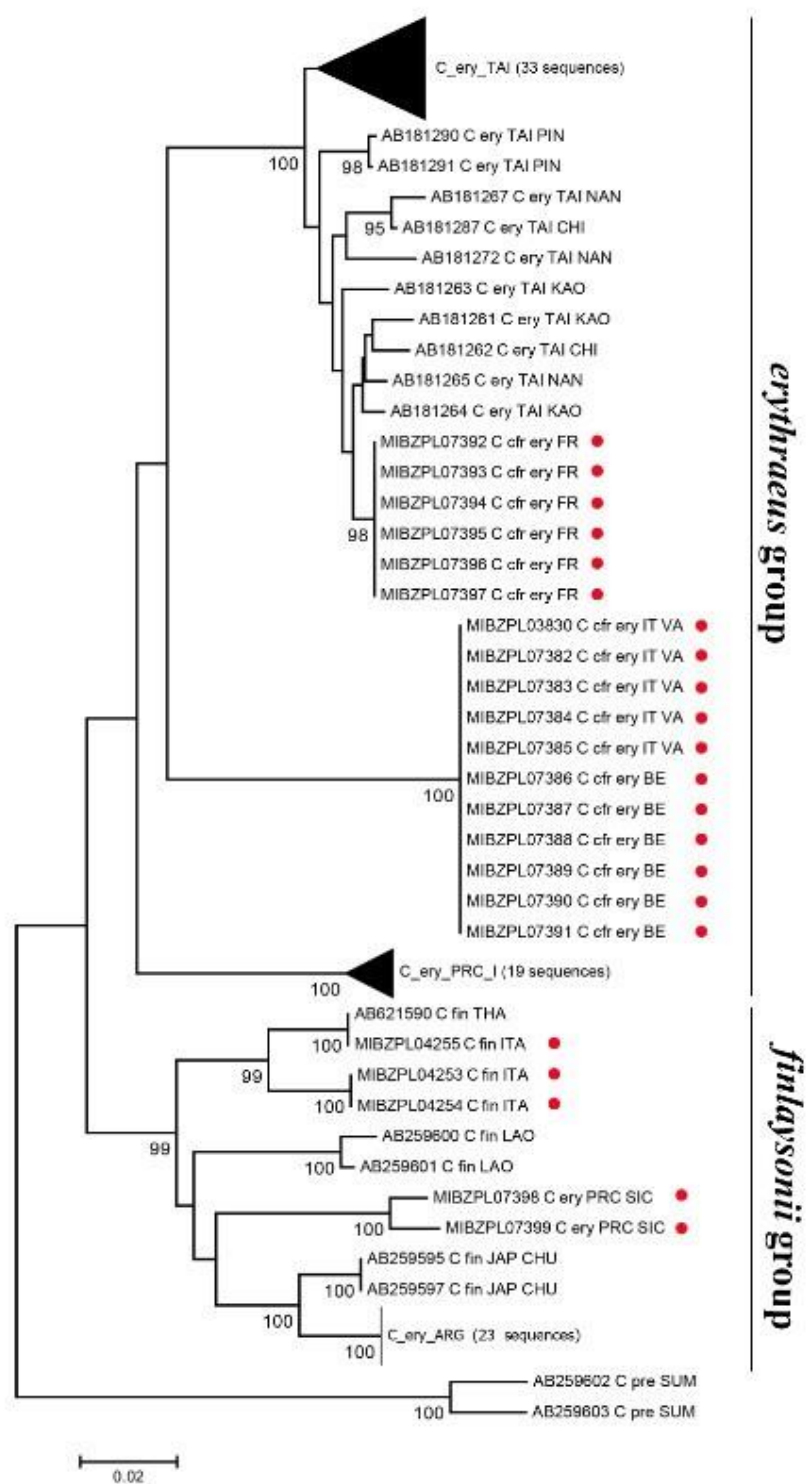 C_ery_TAI (33 sequences)
AB181290 C ery TAI PIN
AB181291 C ery TAI PIN
AB181267 C ery TAI NAN
AB181287 C ery TAI CHI
AB181272 C ery TAI NAN
AB181263 C ery TAI KAO
AB181261 C ery TAI KAO
AB181262 C ery TAI CHI
AB181265 C ery TAI NAN
AB181264 C ery TAI KAO
MIBZPL07392 C cfr ery FR
MIBZPL07393 C cfr ery FR
MIBZPL07394 C cfr ery FR
MIBZPL07395 C cfr ery FR
MIBZPL07396 C cfr ery FR
MIBZPL07397 C cfr ery FR
MIBZPL03830 C cfr ery IT VA
MIBZPL07382 C cfr ery IT VA
MIBZPL07383 C cfr ery IT VA
MIBZPL07384 C cfr ery IT VA
MIBZPL07385 C cfr ery IT VA
MIBZPL07386 C cfr ery BE
MIBZPL07387 C cfr ery BE
MIBZPL07388 C cfr ery BE
MIBZPL07389 C cfr ery BE
MIBZPL07390 C cfr ery BE
MIBZPL07391 C cfr ery BE
C_ery_PRC_I (19 sequences)
AB621590 C fin THA
MIBZPL04255 C fin ITA
MIBZPL04253 C fin ITA
MIBZPL04254 C fin ITA
AB259600 C fin LAO
AB259601 C fin LAO
MIBZPL07398 C ery PRC SIC
MIBZPL07399 C ery PRC SIC
AB259595 C fin JAP CHU
AB259597 C fin JAP CHU
C_ery_ARG (23 sequences)
AB259602 C pre SUM
AB259603 C pre SUM
100
98
95
98
100
100
100
99
100
99
100
100
100
100
100
100
0.02
erythraeus group
finlaysonii group